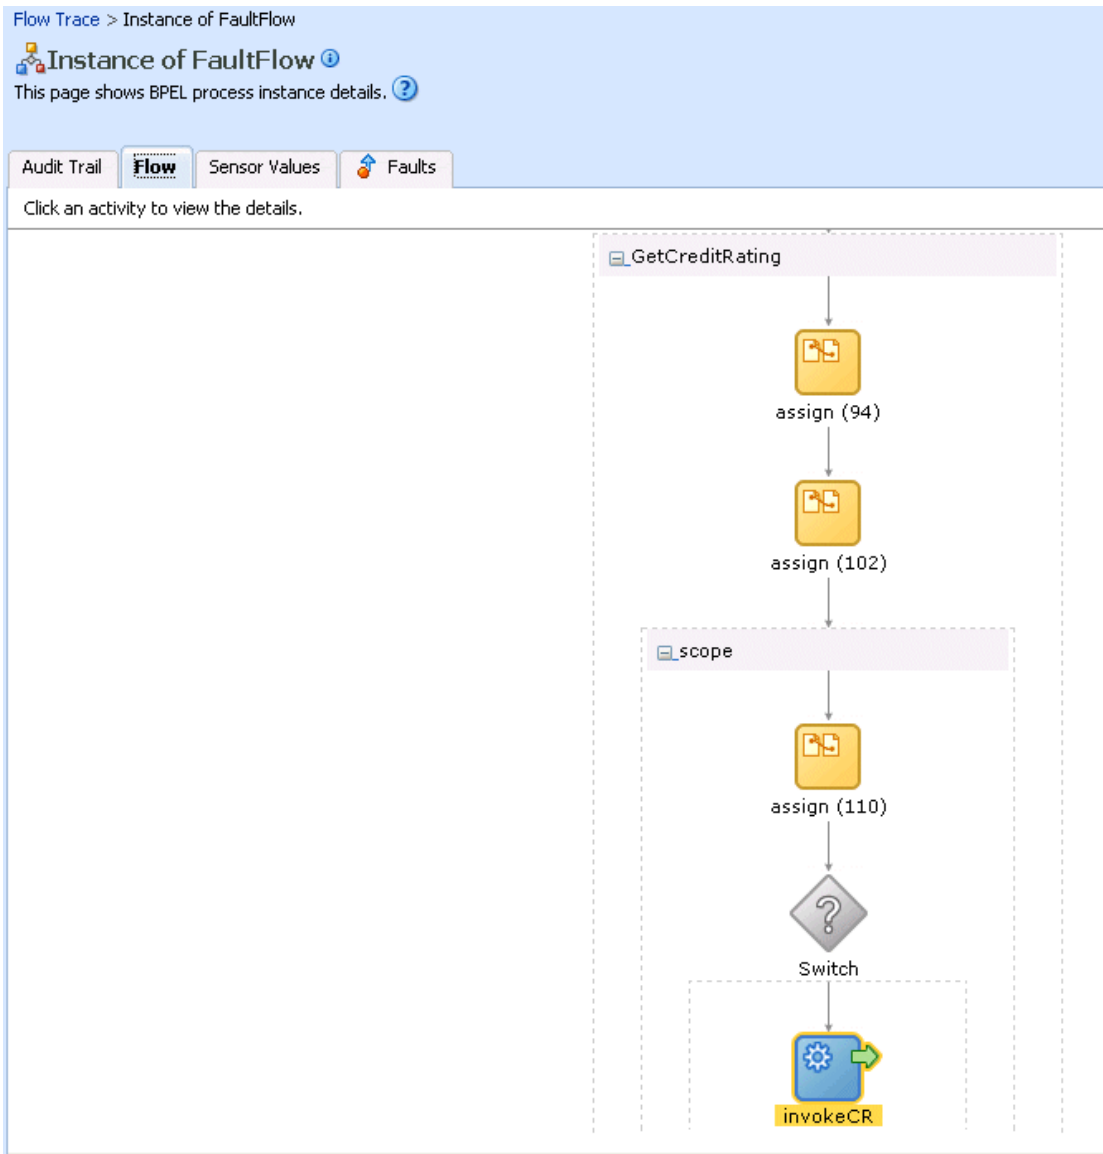 Flow Trace > Instance of FaultFlow
Instance of FaultFlow
This page shows BPEL process instance details.
Audit Trail Flow Sensor Values Faults
Click an activity to view the details.
GetCreditRating
assign (94)
assign (102)
scope
assign (110)
?
Switch
invokeCR